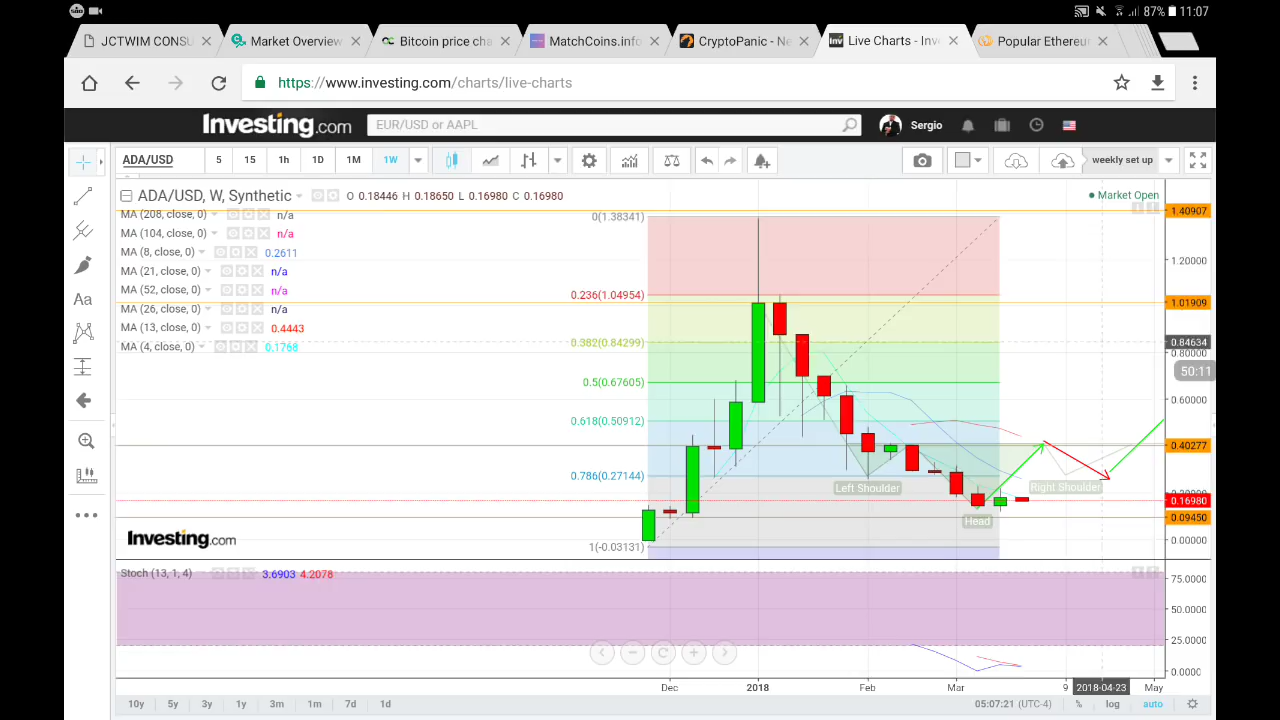 87% 11:07
JCTWIM CONSU Market Overview Bitcoin price cha MatchCoins.info CryptoPanic - Ne Live Charts - Inve Popular Ethereu
https://www.investing.com/charts/live-charts
Investing.com EUR/USD or AAPL Sergio
ADA/USD 5 15 1h 1D 1M 1W weekly set up
ADA/USD, W, Synthetic O 0.18446 H 0.18650 L 0.16980 C 0.16980 Market Open
MA (208, close, 0) n/a
MA (104, close, 0) n/a
MA (8, close, 0) 0.2611
MA (21, close, 0) n/a
MA (52, close, 0) n/a
MA (26, close, 0) n/a
MA (13, close, 0) 0.4443
MA (4, close, 0) 0.1768
0(1.38341)
0.236(1.04954)
0.382(0.84299)
0.5(0.67605)
0.618(0.50912)
0.786(0.27144)
1(-0.03131)
Left Shoulder
Head
Right Shoulder
1.40907
1.20000
1.01909
0.84634
0.80000
50:11
0.60000
0.40277
0.16980
0.09450
0.00000
Aa
Investing.com
Stoch (13, 1, 4) 3.6903 4.2078
75.0000
50.0000
25.0000
0.0000
Dec 2018 Feb Mar 9 2018-04-23 May
10y 5y 3y 1y 3m 1m 7d 1d 05:07:21 (UTC-4) % log auto